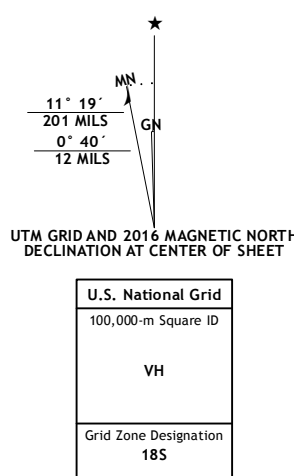 MN
11° 19´
201 MILS
GN
0° 40´
12 MILS
UTM GRID AND 2016 MAGNETIC NORTH
DECLINATION AT CENTER OF SHEET
U.S. National Grid
100,000-m Square ID
VH
Grid Zone Designation
18S